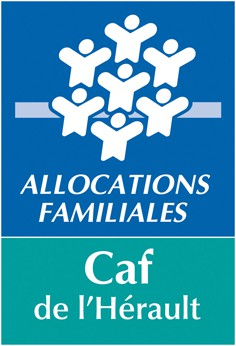 ALLOCATIONS
FAMILIALES
Caf
de l'Hérault